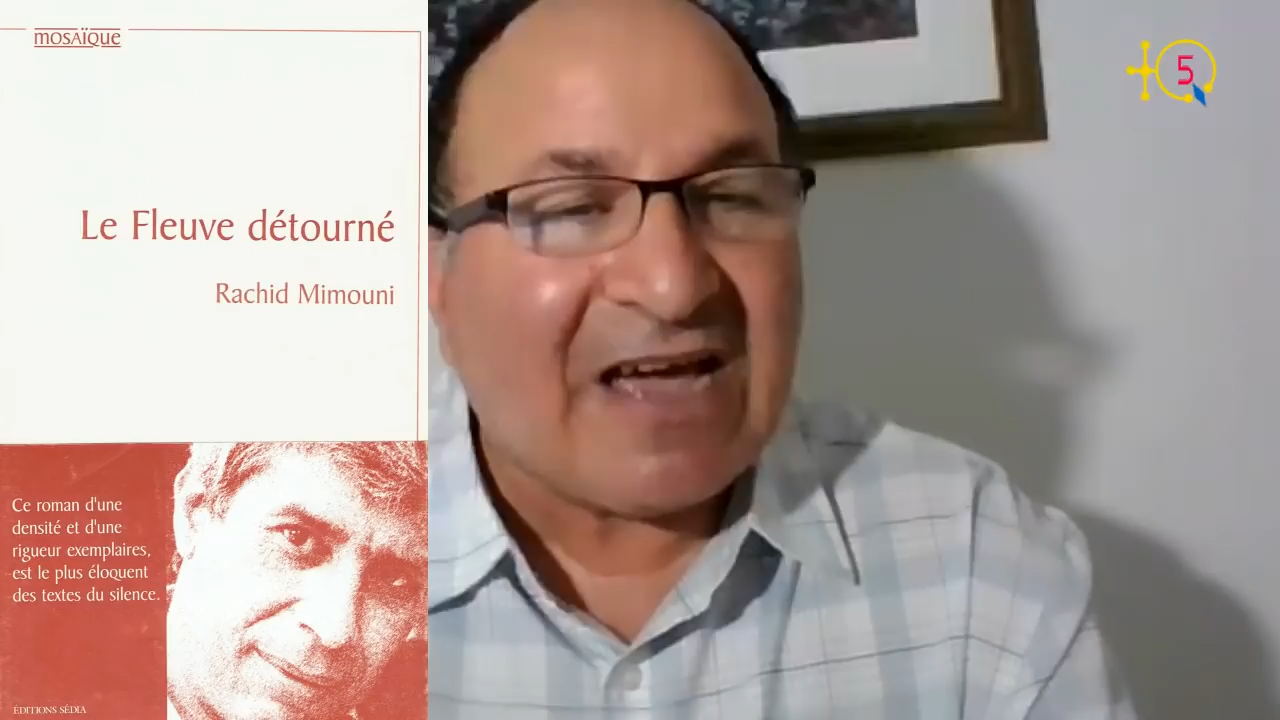 mosaïque
Le Fleuve détourné
Rachid Mimouni
Ce roman d'une
densité et d'une
rigueur exemplaires,
est le plus éloquent
des textes du silence.
ÉDITIONS SÉDIA
5